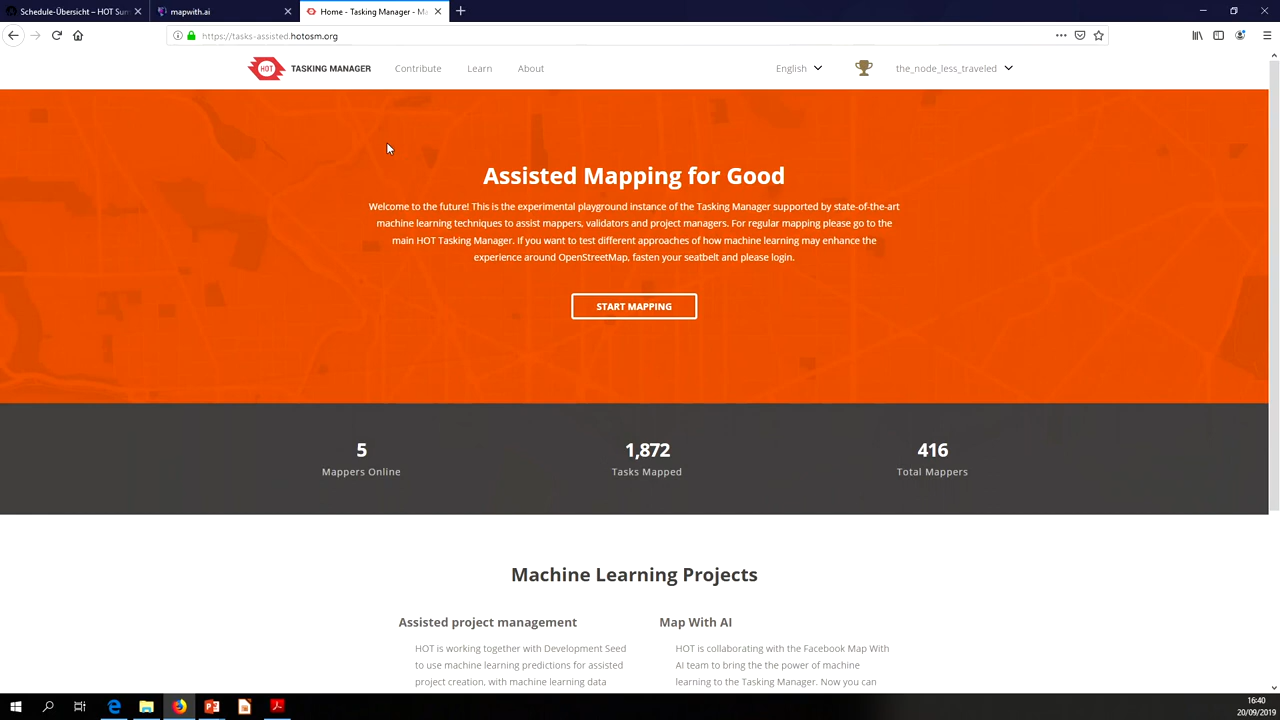 Schedule-Übersicht – HOT Sum
mapwith.ai
Home - Tasking Manager - Ma
https://tasks-assisted.hotosm.org
HOT TASKING MANAGER Contribute Learn About English the_node_less_traveled
Assisted Mapping for Good
Welcome to the future! This is the experimental playground instance of the Tasking Manager supported by state-of-the-art
machine learning techniques to assist mappers, validators and project managers. For regular mapping please go to the
main HOT Tasking Manager. If you want to test different approaches of how machine learning may enhance the
experience around OpenStreetMap, fasten your seatbelt and please login.
START MAPPING
5 1,872 416
Mappers Online Tasks Mapped Total Mappers
Machine Learning Projects
Assisted project management
HOT is working together with Development Seed
to use machine learning predictions for assisted
project creation, with machine learning data
Map With AI
HOT is collaborating with the Facebook Map With
AI team to bring the the power of machine
learning to the Tasking Manager. Now you can
16:40
20/09/2019